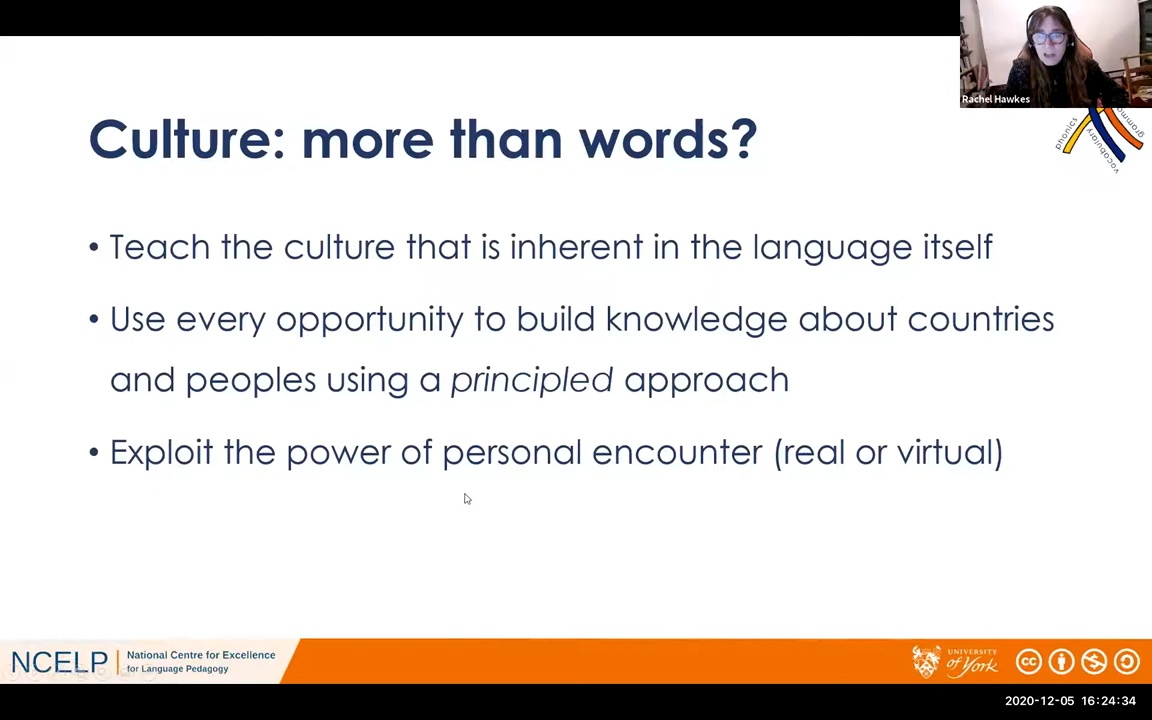 Rachel Hawkes
Culture: more than words?
phonics
vocabulary
gramma
• Teach the culture that is inherent in the language itself
• Use every opportunity to build knowledge about countries
and peoples using a principled approach
• Exploit the power of personal encounter (real or virtual)
NCELP
National Centre for Excellence
for Language Pedagogy
UNIVERSITY
of York
cc
2020-12-05 16:24:34